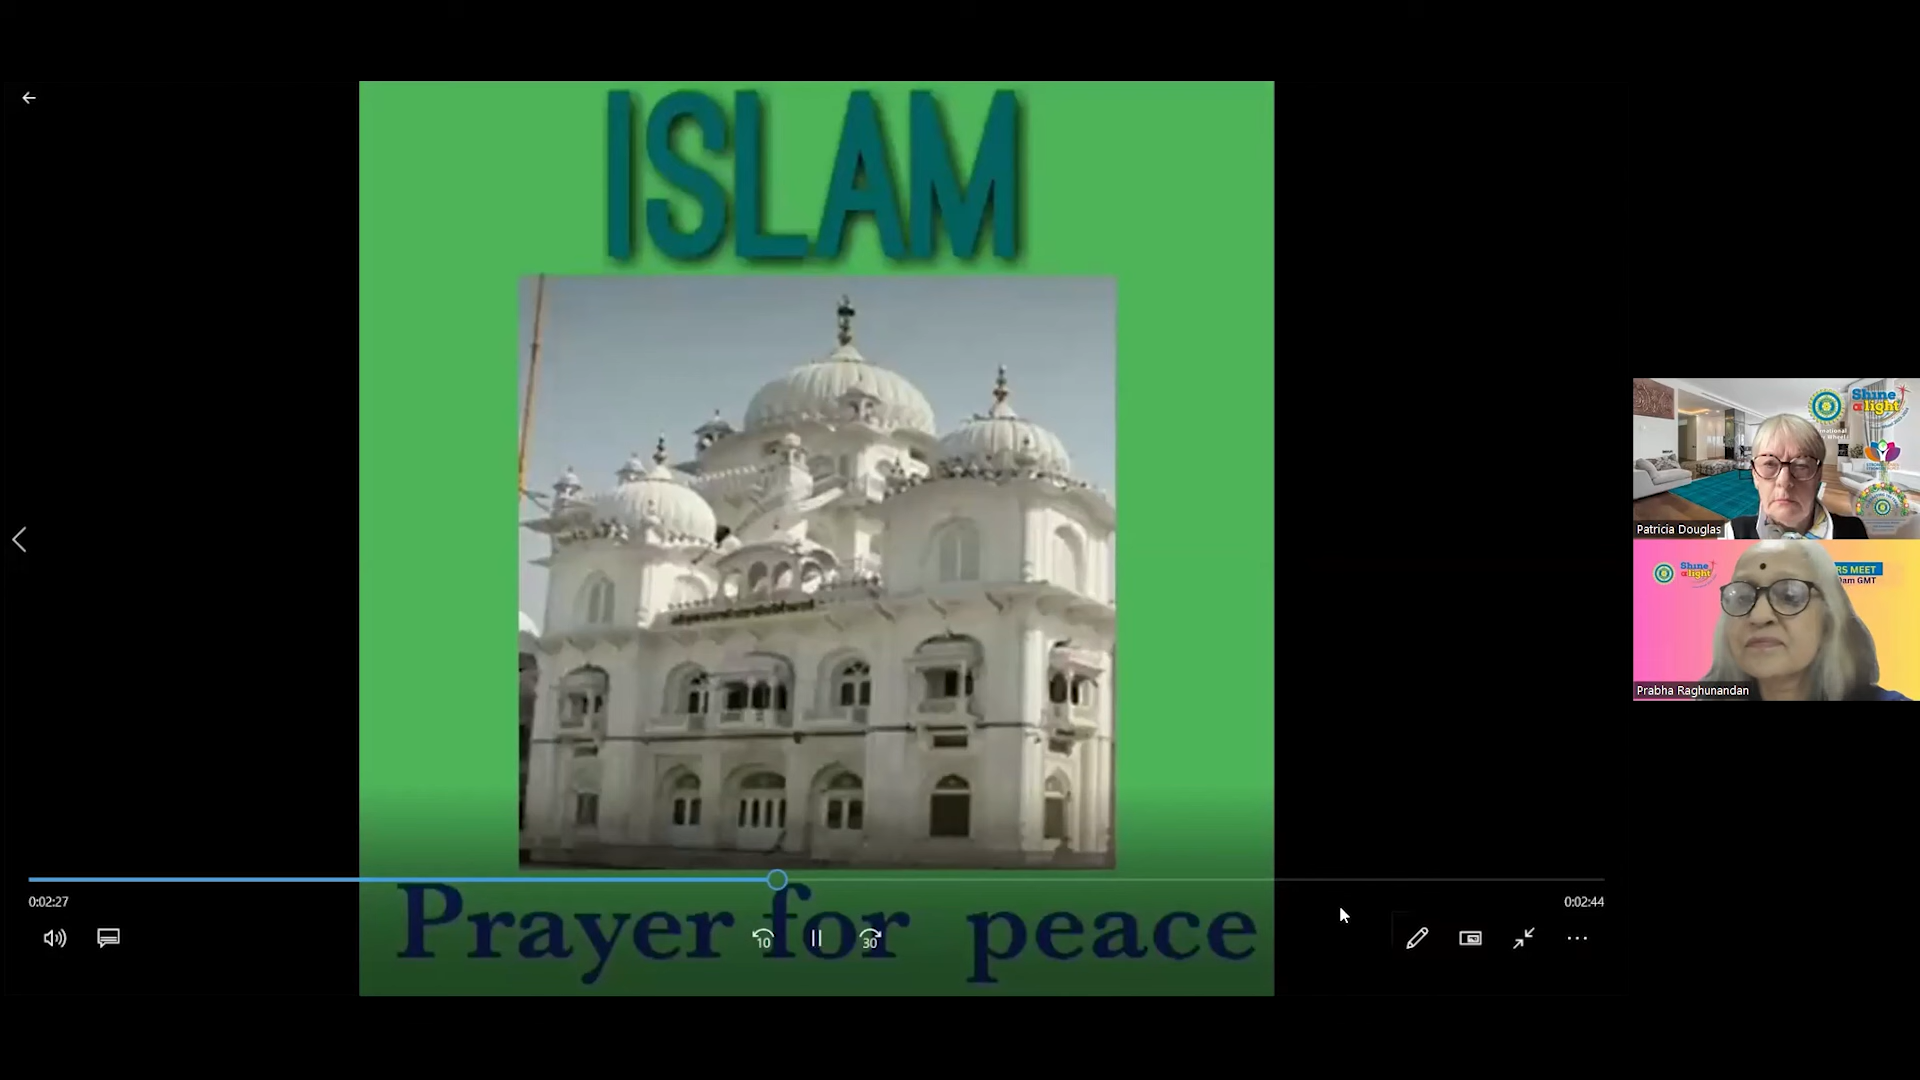 ISLAM
Prayer for peace
0:02:27
0:02:44
10
30
Shine
a light
Patricia Douglas
Shine
a light
RS MEET
0am GMT
Prabha Raghunandan